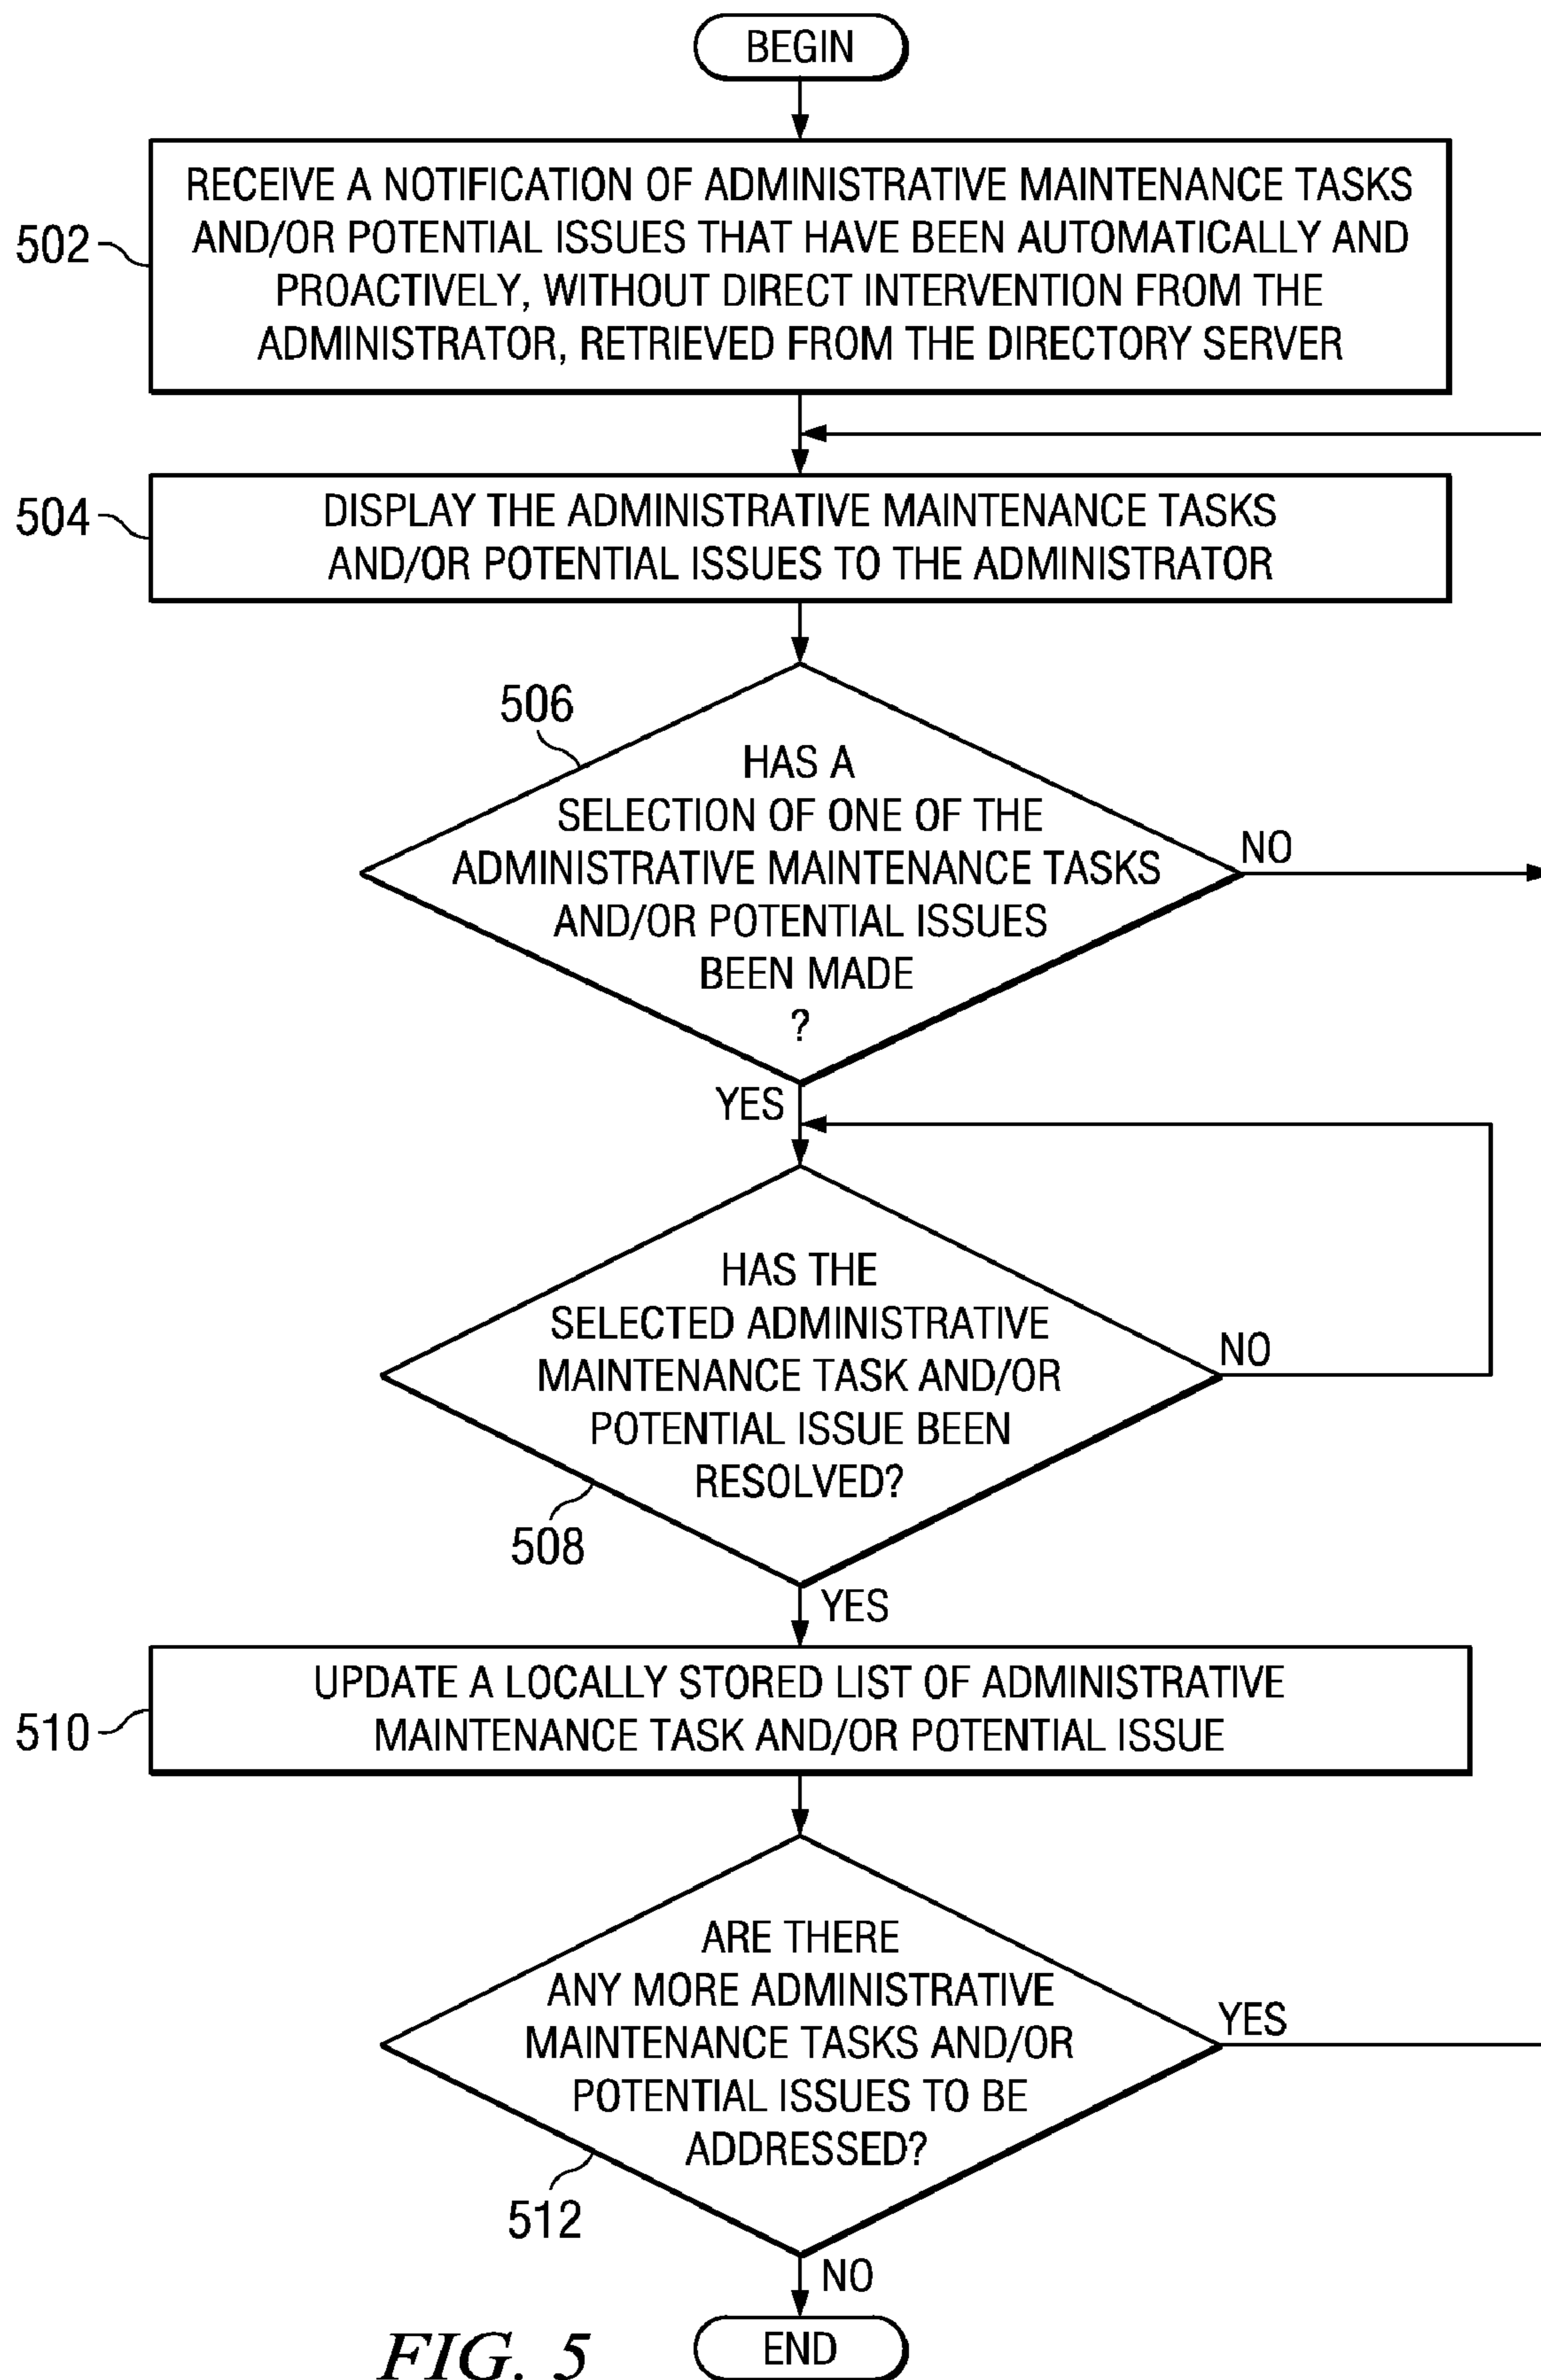 BEGIN
RECEIVE A NOTIFICATION OF ADMINISTRATIVE MAINTENANCE TASKS
AND/OR POTENTIAL ISSUES THAT HAVE BEEN AUTOMATICALLY AND
PROACTIVELY, WITHOUT DIRECT INTERVENTION FROM THE
ADMINISTRATOR, RETRIEVED FROM THE DIRECTORY SERVER
502
DISPLAY THE ADMINISTRATIVE MAINTENANCE TASKS
AND/OR POTENTIAL ISSUES TO THE ADMINISTRATOR
504
506
HAS A
SELECTION OF ONE OF THE
ADMINISTRATIVE MAINTENANCE TASKS
AND/OR POTENTIAL ISSUES
BEEN MADE
?
NO
YES
HAS THE
SELECTED ADMINISTRATIVE
MAINTENANCE TASK AND/OR
POTENTIAL ISSUE BEEN
RESOLVED?
NO
508
YES
UPDATE A LOCALLY STORED LIST OF ADMINISTRATIVE
MAINTENANCE TASK AND/OR POTENTIAL ISSUE
510
ARE THERE
ANY MORE ADMINISTRATIVE
MAINTENANCE TASKS AND/OR
POTENTIAL ISSUES TO BE
ADDRESSED?
YES
512
NO
END
FIG. 5